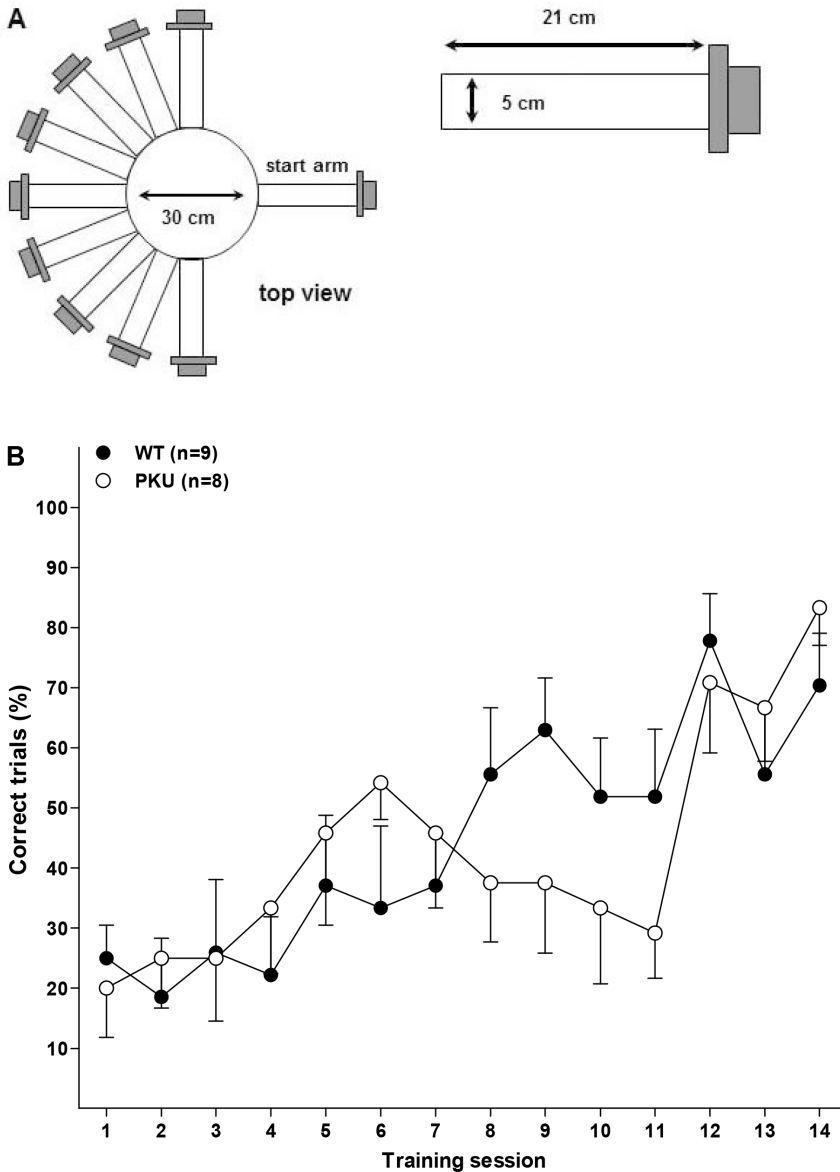 A
21 cm
5 cm
start arm
30 cm
top view
B
WT (n=9)
PKU (n=8)
100
90
80
70
60
50
40
30
20
10
Correct trials (%)
1 2 3 4 5 6 7 8 9 10 11 12 13 14
Training session